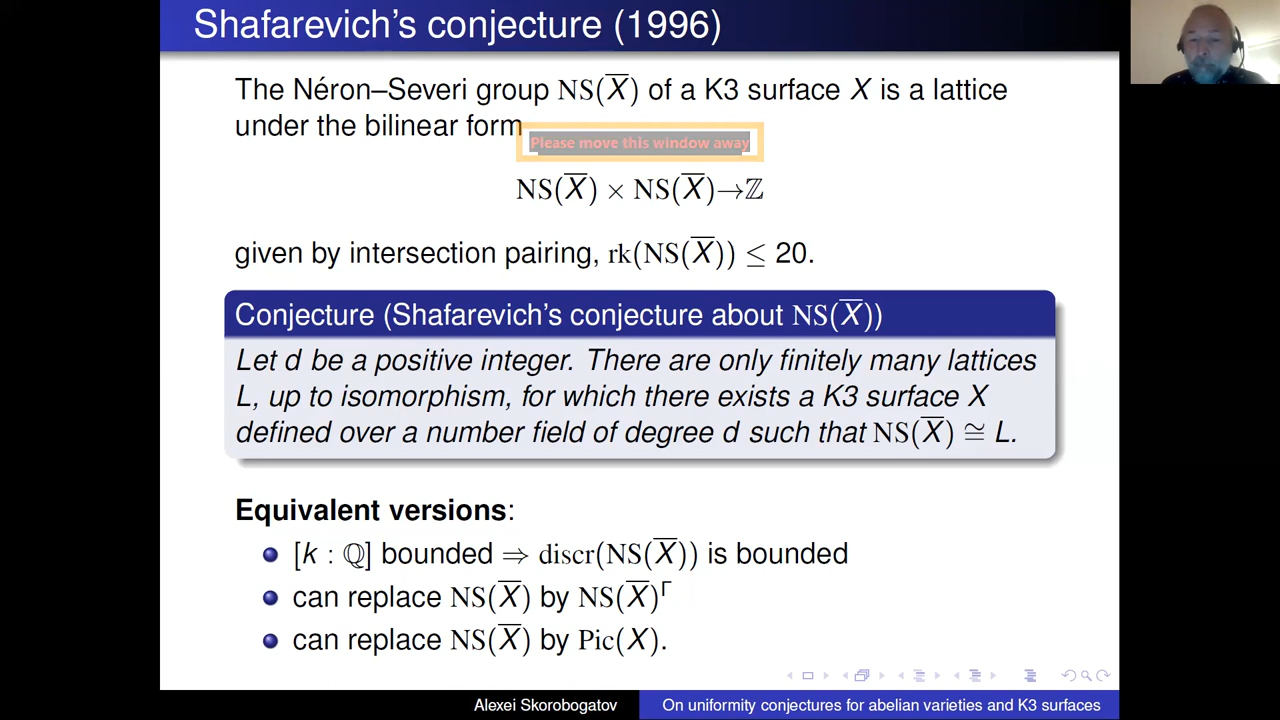 Shafarevich's conjecture (1996)
The Néron–Severi group NS(X̅) of a K3 surface X is a lattice
under the bilinear form
Please move this window away
NS(X̅) × NS(X̅)→ℤ
given by intersection pairing, rk(NS(X̅)) ≤ 20.
Conjecture (Shafarevich's conjecture about NS(X̅))
Let d be a positive integer. There are only finitely many lattices
L, up to isomorphism, for which there exists a K3 surface X
defined over a number field of degree d such that NS(X̅) ≅ L.
Equivalent versions:
[k : ℚ] bounded ⇒ discr(NS(X̅)) is bounded
can replace NS(X̅) by NS(X̅)^Γ
can replace NS(X̅) by Pic(X).
Alexei Skorobogatov
On uniformity conjectures for abelian varieties and K3 surfaces